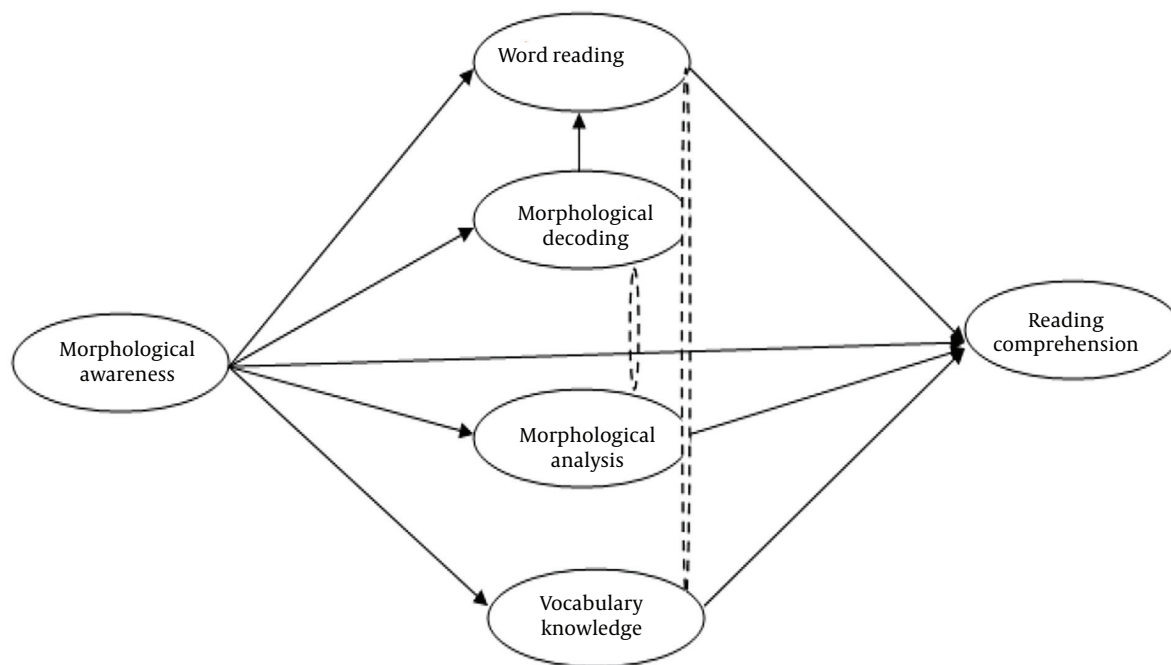 Word reading
Morphological
decoding
Morphological
awareness
Reading
comprehension
Morphological
analysis
Vocabulary
knowledge